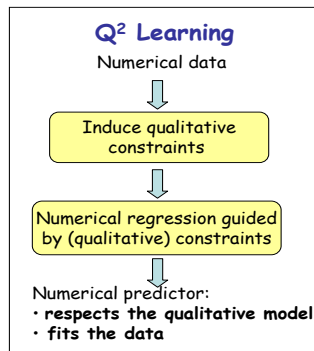 Q² Learning
Numerical data
Induce qualitative
constraints
Numerical regression guided
by (qualitative) constraints
Numerical predictor:
• respects the qualitative model
• fits the data